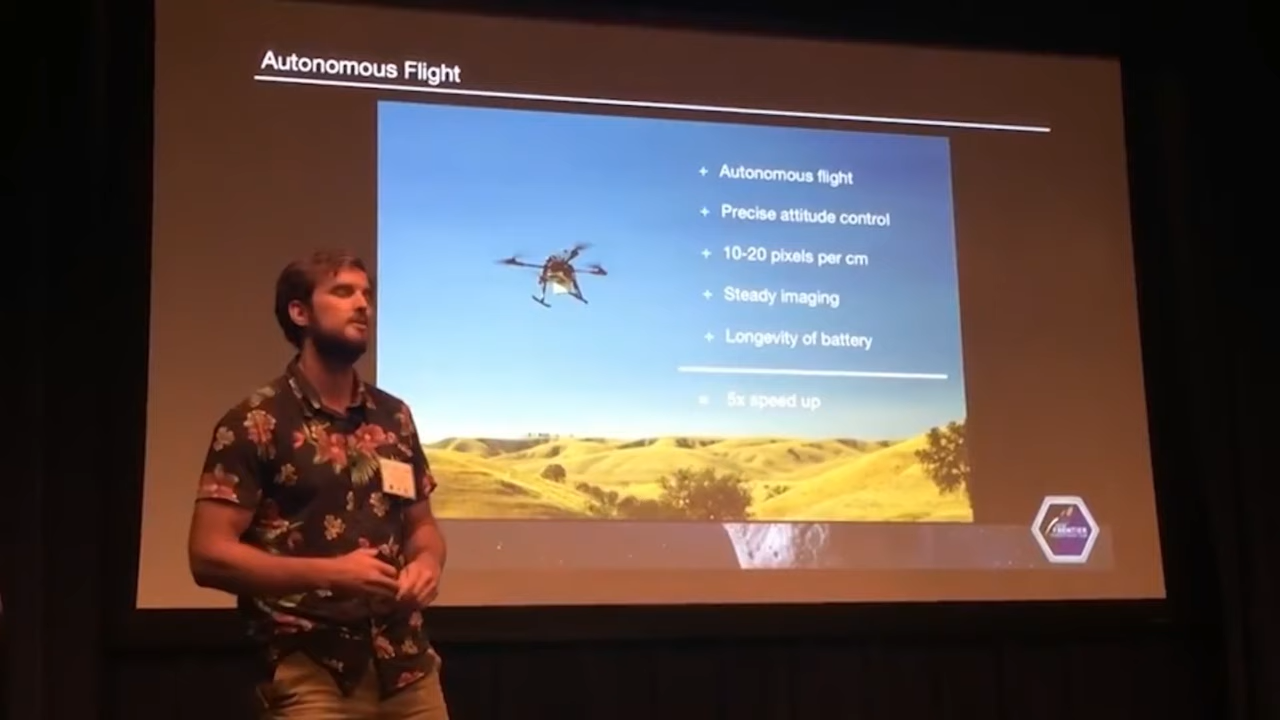 Autonomous Flight
+ Autonomous flight
+ Precise attitude control
+ 10-20 pixels per cm
+ Steady imaging
+ Longevity of battery
= 5x speed up
FRONTIER